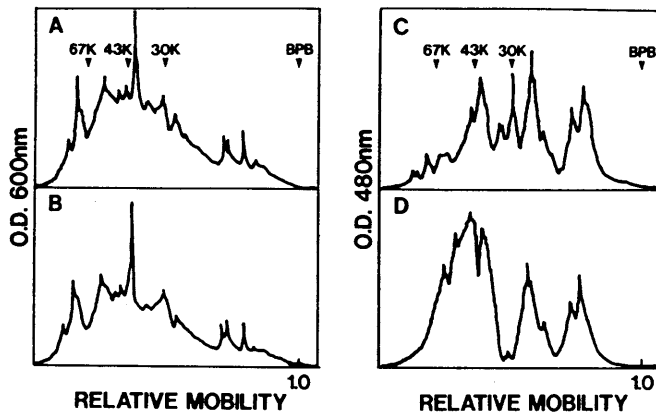 A
67K 43K 30K BPB
B
O.D. 600nm
1.0
RELATIVE MOBILITY
C
67K 43K 30K BPB
D
O.D. 480nm
1.0
RELATIVE MOBILITY